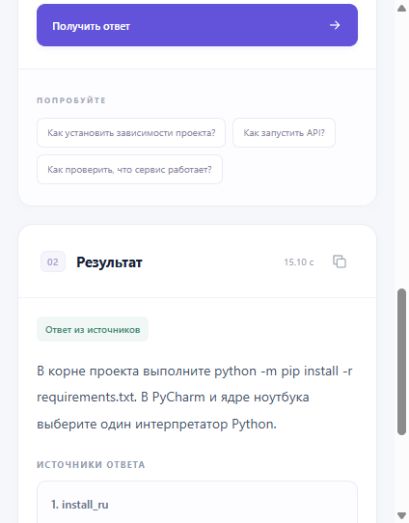 Получить ответ
ПОПРОБУЙТЕ
Как установить зависимости проекта?
Как запустить API?
Как проверить, что сервис работает?
02
Результат
15.10 с
Ответ из источников
В корне проекта выполните python -m pip install -r
requirements.txt. В PyCharm и ядре ноутбука
выберите один интерпретатор Python.
ИСТОЧНИКИ ОТВЕТА
1. install_ru